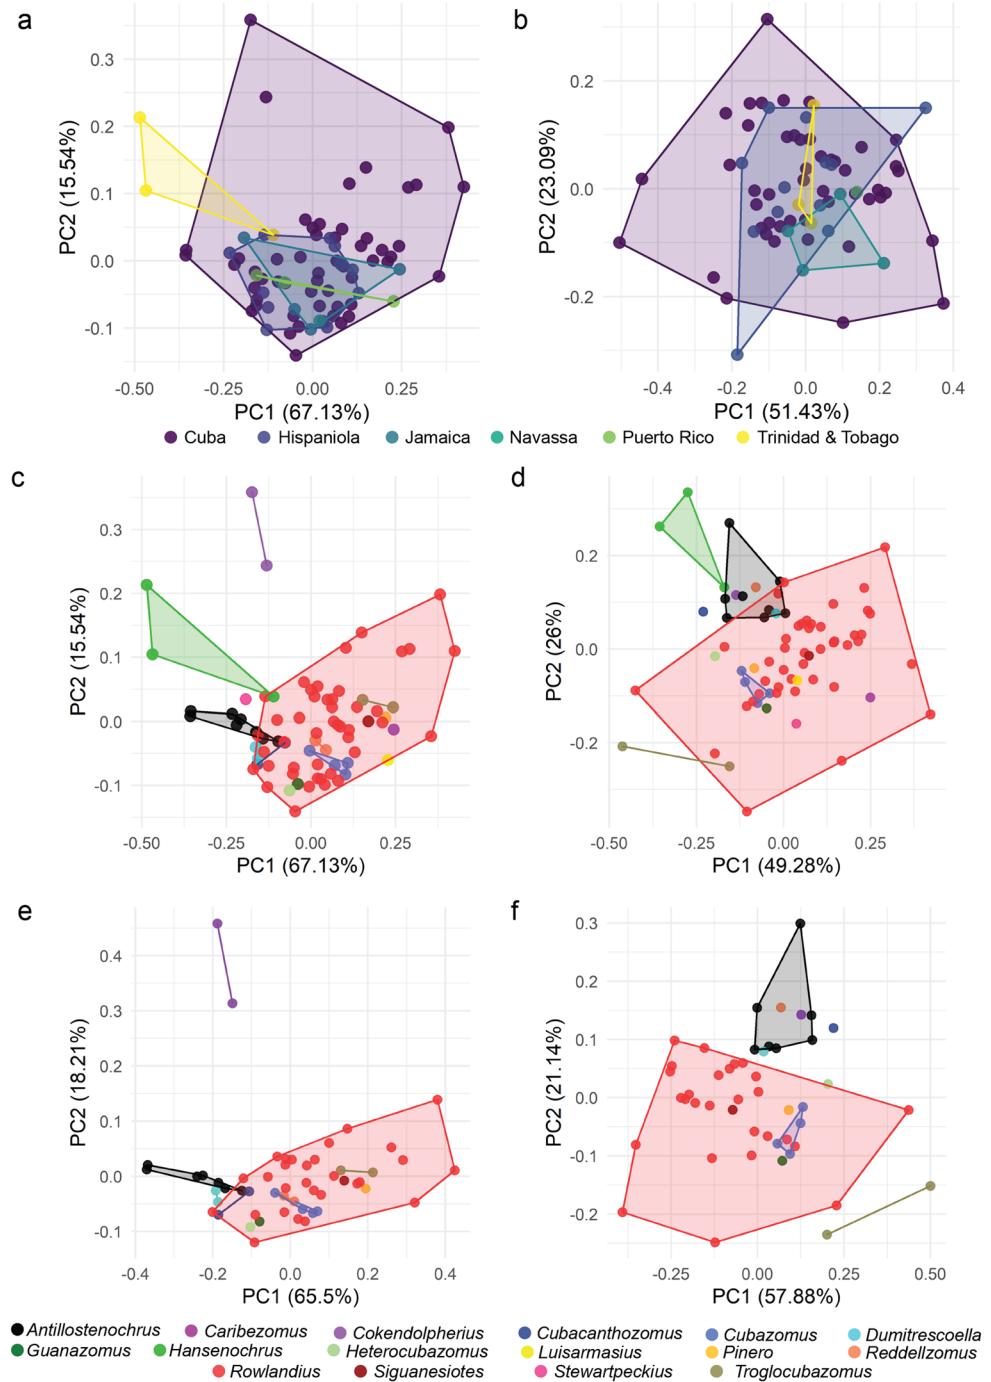 a
b
PC2 (15.54%)
0.3
0.2
0.1
0.0
-0.1
-0.50
-0.25
0.00
0.25
PC1 (67.13%)
PC2 (23.09%)
0.2
0.0
-0.2
-0.4
-0.2
0.0
0.2
0.4
PC1 (51.43%)
Cuba Hispaniola Jamaica Navassa Puerto Rico Trinidad & Tobago
c
d
PC2 (15.54%)
0.3
0.2
0.1
0.0
-0.1
-0.50
-0.25
0.00
0.25
PC1 (67.13%)
PC2 (26%)
0.2
0.0
-0.2
-0.50
-0.25
0.00
0.25
PC1 (49.28%)
e
f
PC2 (18.21%)
0.4
0.3
0.2
0.1
0.0
-0.1
-0.4
-0.2
0.0
0.2
0.4
PC1 (65.5%)
PC2 (21.14%)
0.3
0.2
0.1
0.0
-0.1
-0.2
-0.25
0.00
0.25
0.50
PC1 (57.88%)
Antillostenochrus Caribezomus Cokendolpherius Cubacanthozomus Cubazomus Dumitrescoella
Guanazomus Hansenochrus Heterocubazomus Luisarmasius Pinero Reddellzomus
Rowlandius Siguanesiotes Stewartpeckius Troglocubazomus